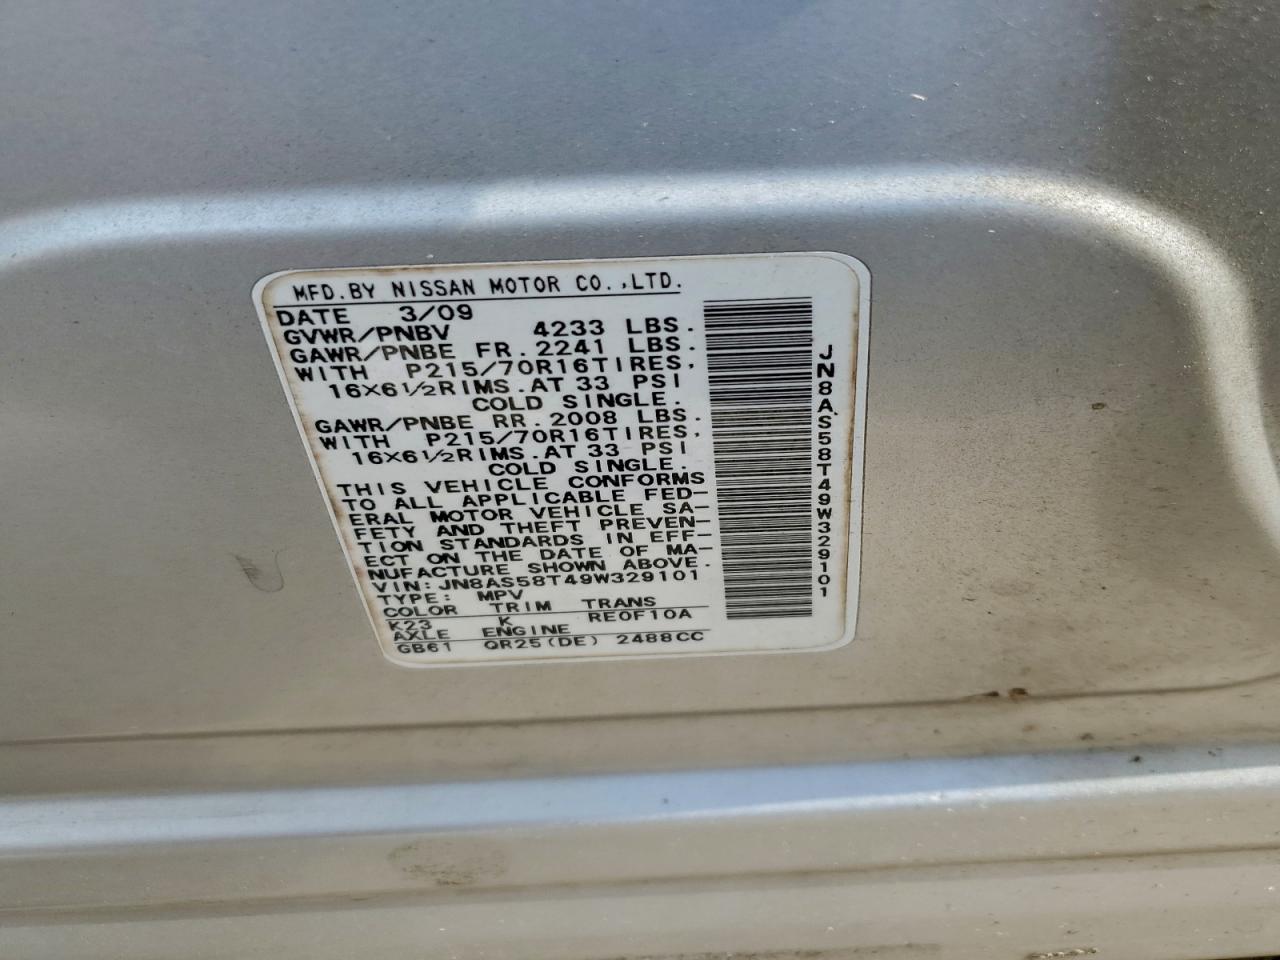 MFD.BY NISSAN MOTOR CO.,LTD.
DATE 3/09
GVWR/PNBV 4233 LBS.
GAWR/PNBE FR.2241 LBS.
WITH P215/70R16TIRES,
16X6½RIMS.AT 33 PSI
COLD SINGLE.
GAWR/PNBE RR.2008 LBS.
WITH P215/70R16TIRES,
16X6½RIMS.AT 33 PSI
COLD SINGLE.
THIS VEHICLE CONFORMS
TO ALL APPLICABLE FED-
ERAL MOTOR VEHICLE SA-
FETY AND THEFT PREVEN-
TION STANDARDS IN EFF-
ECT ON THE DATE OF MA-
NUFACTURE SHOWN ABOVE.
VIN:JN8AS58T49W329101
TYPE: MPV
COLOR TRIM TRANS
K23 K RE0F10A
AXLE ENGINE
GB61 QR25(DE) 2488CC
JN8AS58T49W329101